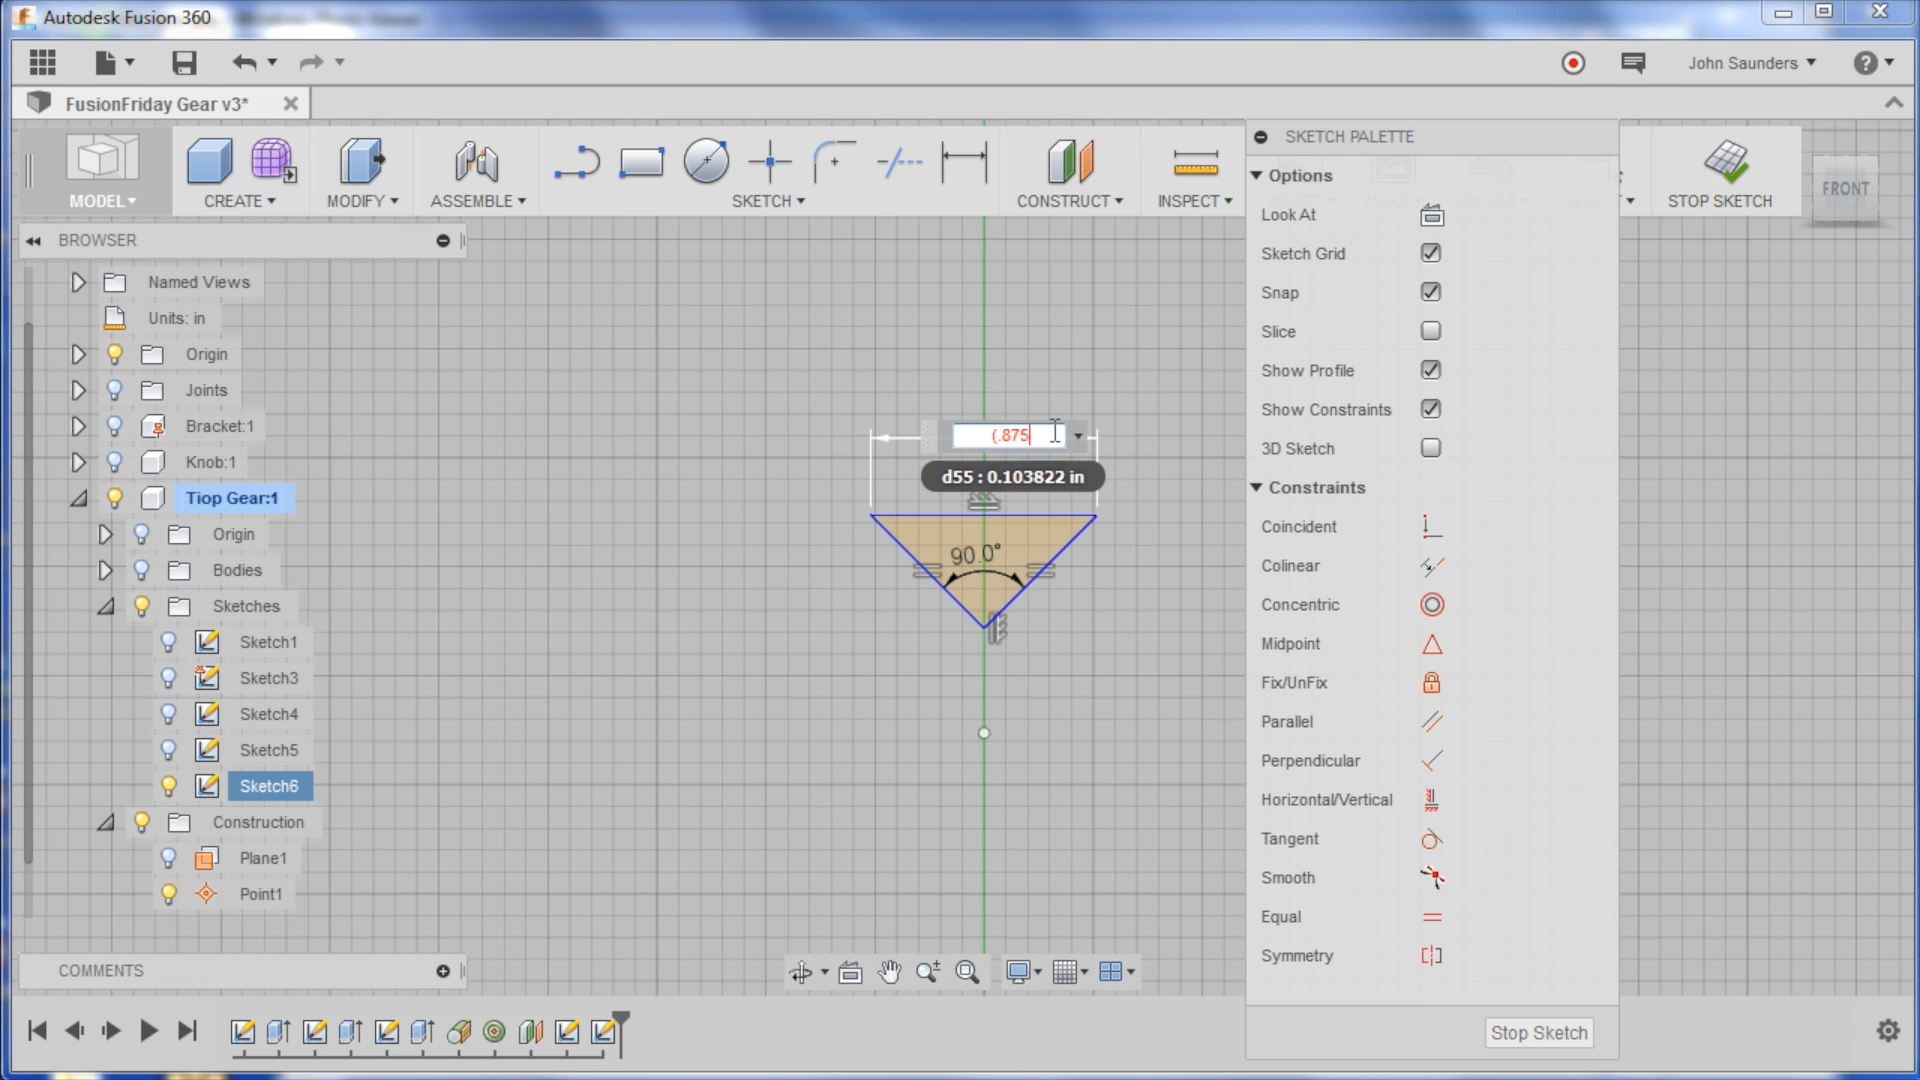 Autodesk Fusion 360
John Saunders
FusionFriday Gear v3*
MODEL
CREATE
MODIFY
ASSEMBLE
SKETCH
CONSTRUCT
INSPECT
STOP SKETCH
FRONT
BROWSER
Named Views
Units: in
Origin
Joints
Bracket:1
Knob:1
Tiop Gear:1
Origin
Bodies
Sketches
Sketch1
Sketch3
Sketch4
Sketch5
Sketch6
Construction
Plane1
Point1
COMMENTS
(.875
d55 : 0.103822 in
90.0°
SKETCH PALETTE
Options
Look At
Sketch Grid
Snap
Slice
Show Profile
Show Constraints
3D Sketch
Constraints
Coincident
Colinear
Concentric
Midpoint
Fix/UnFix
Parallel
Perpendicular
Horizontal/Vertical
Tangent
Smooth
Equal
Symmetry
Stop Sketch